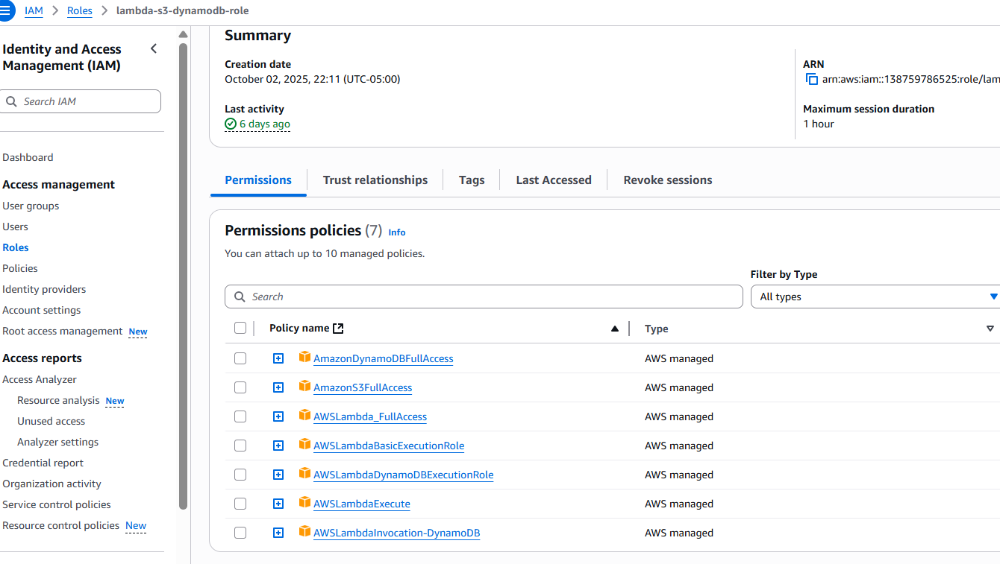 IAM > Roles > lambda-s3-dynamodb-role
Identity and Access
Management (IAM)
Search IAM
Dashboard
Access management
User groups
Users
Roles
Policies
Identity providers
Account settings
Root access management New
Access reports
Access Analyzer
Resource analysis New
Unused access
Analyzer settings
Credential report
Organization activity
Service control policies
Resource control policies New
Summary
Creation date
October 02, 2025, 22:11 (UTC-05:00)
Last activity
6 days ago
ARN
arn:aws:iam::138759786525:role/lam
Maximum session duration
1 hour
Permissions Trust relationships Tags Last Accessed Revoke sessions
Permissions policies (7) Info
You can attach up to 10 managed policies.
Filter by Type
Search All types
Policy name Type
AmazonDynamoDBFullAccess AWS managed
AmazonS3FullAccess AWS managed
AWSLambda_FullAccess AWS managed
AWSLambdaBasicExecutionRole AWS managed
AWSLambdaDynamoDBExecutionRole AWS managed
AWSLambdaExecute AWS managed
AWSLambdaInvocation-DynamoDB AWS managed